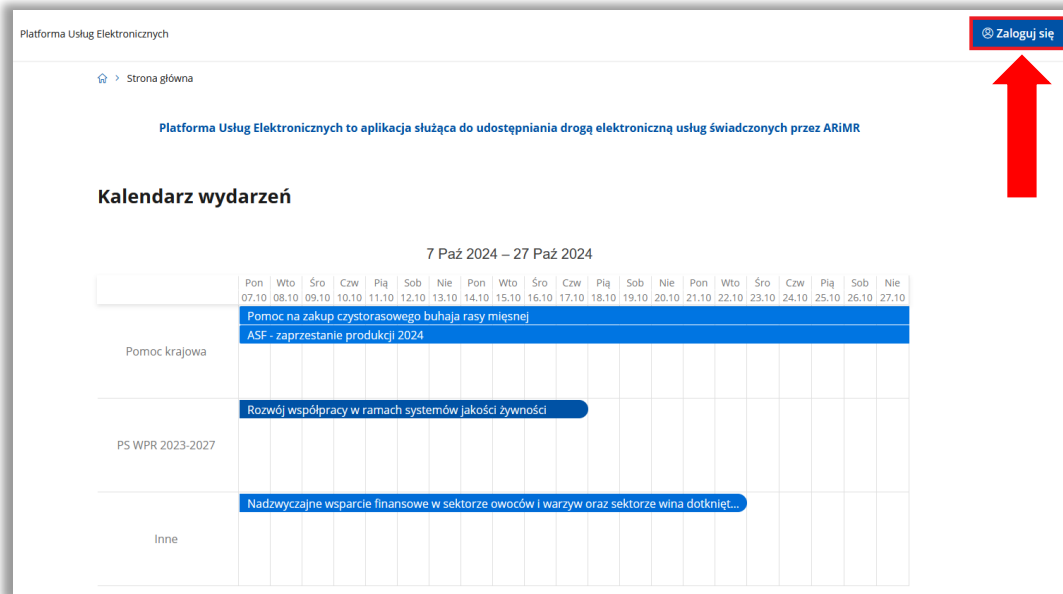 Platforma Usług Elektronicznych
Zaloguj się
Strona główna
Platforma Usług Elektronicznych to aplikacja służąca do udostępniania drogą elektroniczną usług świadczonych przez ARiMR
Kalendarz wydarzeń
7 Paź 2024 – 27 Paź 2024
Pon Wto Śro Czw Pią Sob Nie Pon Wto Śro Czw Pią Sob Nie Pon Wto Śro Czw Pią Sob Nie
07.10 08.10 09.10 10.10 11.10 12.10 13.10 14.10 15.10 16.10 17.10 18.10 19.10 20.10 21.10 22.10 23.10 24.10 25.10 26.10 27.10
Pomoc na zakup czystorasowego buhaja rasy mięsnej
ASF - zaprzestanie produkcji 2024
Pomoc krajowa
Rozwój współpracy w ramach systemów jakości żywności
PS WPR 2023-2027
Nadzwyczajne wsparcie finansowe w sektorze owoców i warzyw oraz sektorze wina dotknięt...
Inne